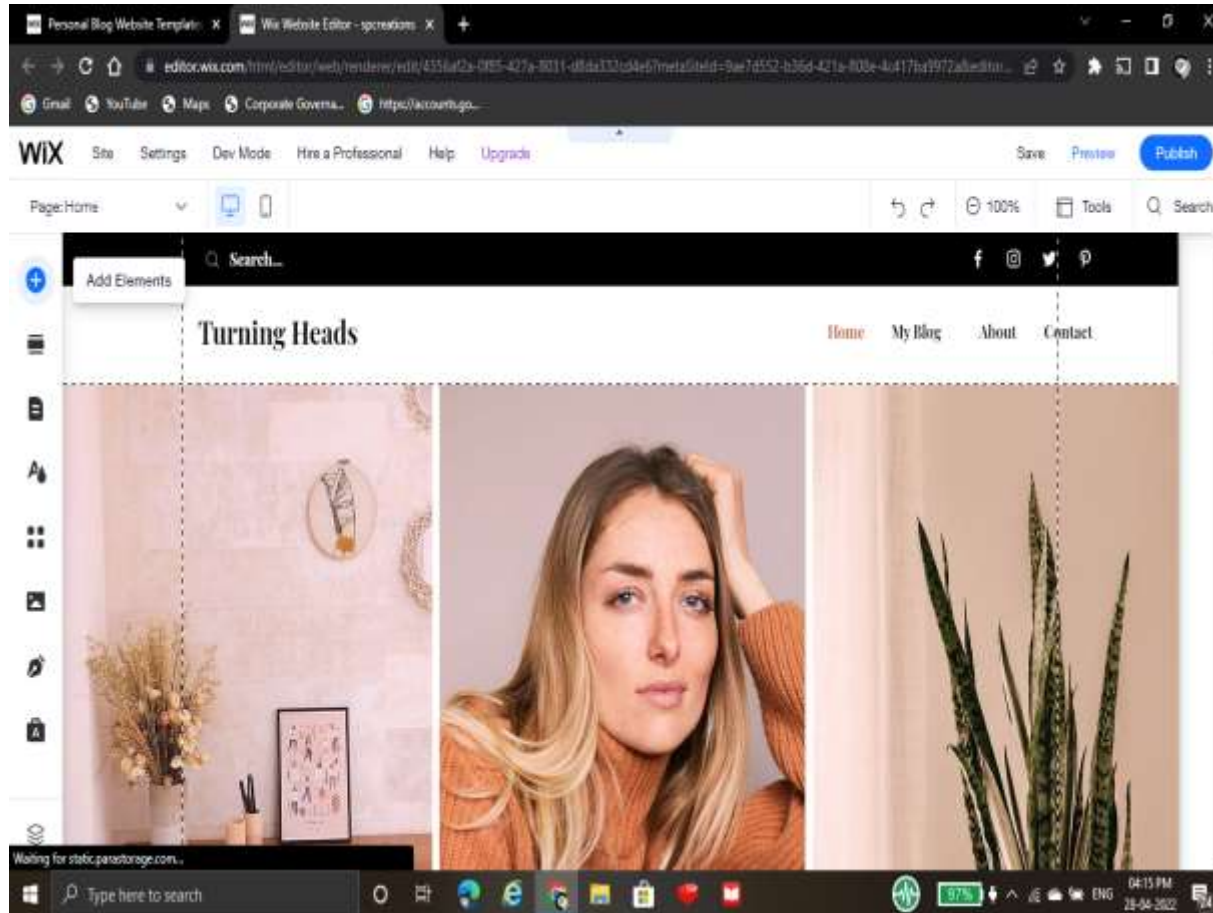 Personal Blog Website Template
Wix Website Editor - spcreations
editor.wix.com
Gmail YouTube Maps Corporate Governa... https://accounts.go...
WiX Site Settings Dev Mode Hire a Professional Help Upgrade Save Preview Publish
Page: Home 100% Tools Search
Search...
Add Elements
Turning Heads Home My Blog About Contact
Waiting for static.parastorage.com...
Type here to search 97% ENG 04:15 PM
28-04-2022 24